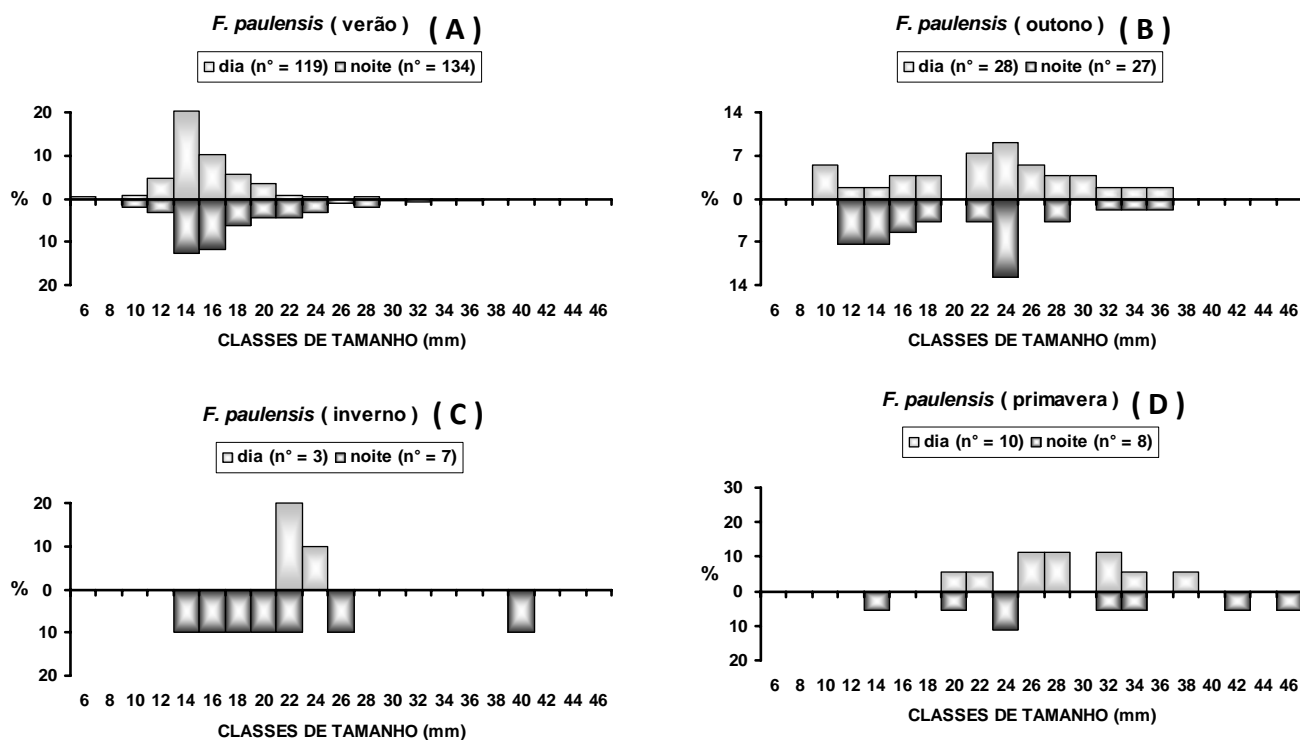 F. paulensis ( verão ) ( A )
dia (n° = 119) noite (n° = 134)
20
10
% 0
10
20
6 8 10 12 14 16 18 20 22 24 26 28 30 32 34 36 38 40 42 44 46
CLASSES DE TAMANHO (mm)
F. paulensis ( outono ) ( B )
dia (n° = 28) noite (n° = 27)
14
7
% 0
7
14
6 8 10 12 14 16 18 20 22 24 26 28 30 32 34 36 38 40 42 44 46
CLASSES DE TAMANHO (mm)
F. paulensis ( inverno ) ( C )
dia (n° = 3) noite (n° = 7)
20
10
% 0
10
20
6 8 10 12 14 16 18 20 22 24 26 28 30 32 34 36 38 40 42 44 46
CLASSES DE TAMANHO (mm)
F. paulensis ( primavera ) ( D )
dia (n° = 10) noite (n° = 8)
30
20
10
% 0
10
20
6 8 10 12 14 16 18 20 22 24 26 28 30 32 34 36 38 40 42 44 46
CLASSES DE TAMANHO (mm)